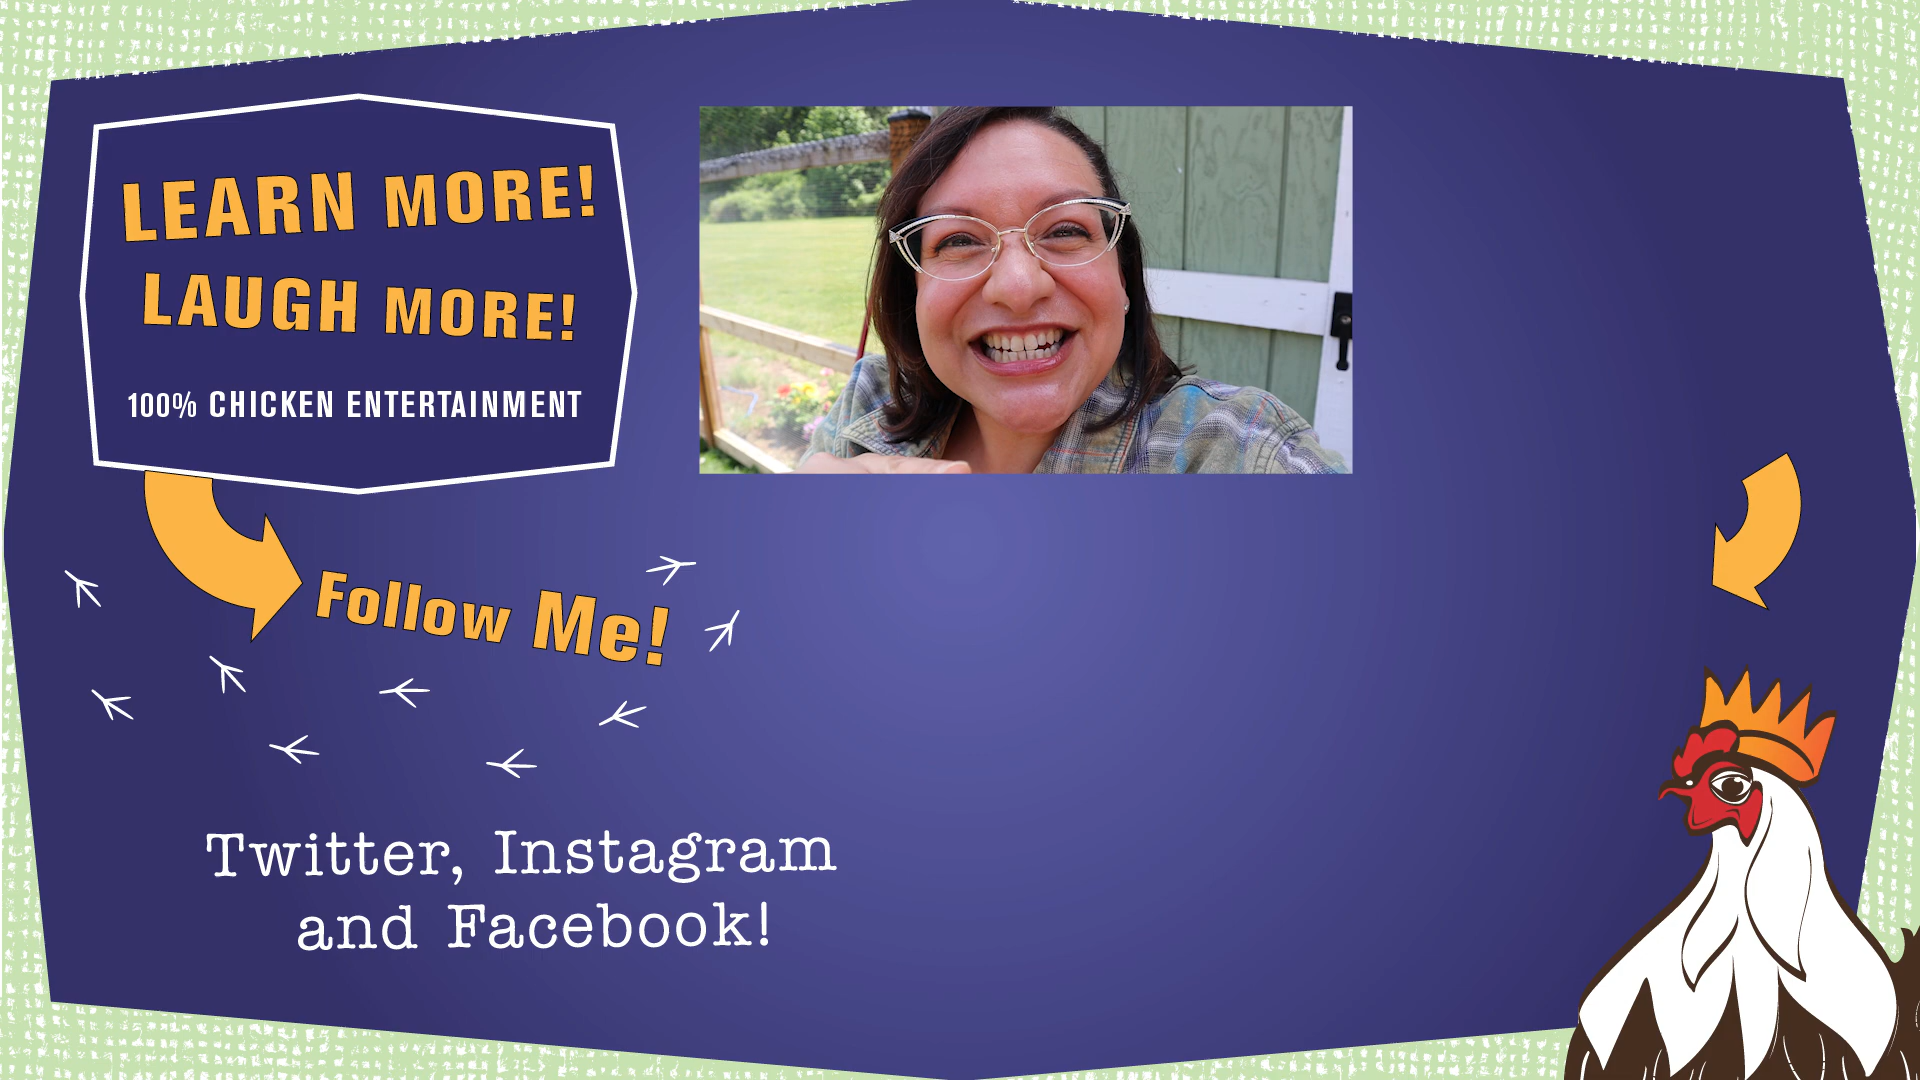 LEARN MORE!
LAUGH MORE!
100% CHICKEN ENTERTAINMENT
Follow Me!
Twitter, Instagram
and Facebook!